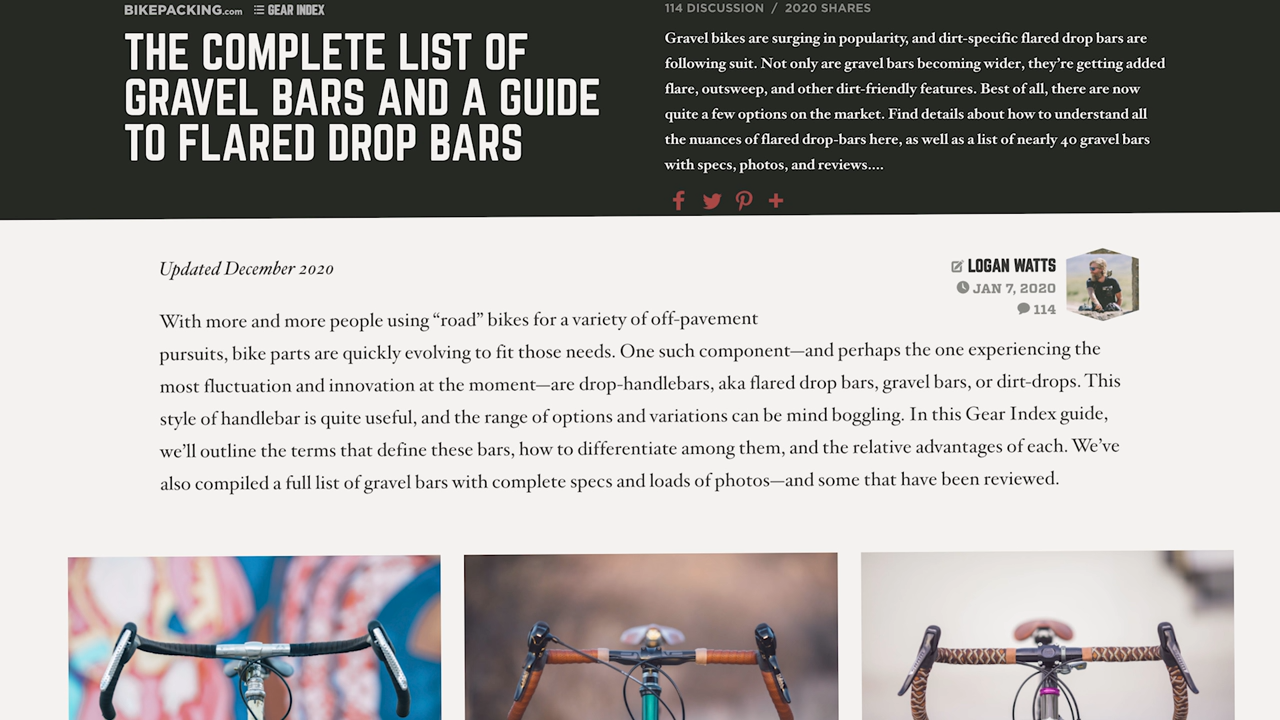 BIKEPACKING.com GEAR INDEX
THE COMPLETE LIST OF
GRAVEL BARS AND A GUIDE
TO FLARED DROP BARS
114 DISCUSSION / 2020 SHARES
Gravel bikes are surging in popularity, and dirt-specific flared drop bars are
following suit. Not only are gravel bars becoming wider, they're getting added
flare, outsweep, and other dirt-friendly features. Best of all, there are now
quite a few options on the market. Find details about how to understand all
the nuances of flared drop-bars here, as well as a list of nearly 40 gravel bars
with specs, photos, and reviews....
Updated December 2020
LOGAN WATTS
JAN 7, 2020
114
With more and more people using “road” bikes for a variety of off-pavement
pursuits, bike parts are quickly evolving to fit those needs. One such component—and perhaps the one experiencing the
most fluctuation and innovation at the moment—are drop-handlebars, aka flared drop bars, gravel bars, or dirt-drops. This
style of handlebar is quite useful, and the range of options and variations can be mind boggling. In this Gear Index guide,
we’ll outline the terms that define these bars, how to differentiate among them, and the relative advantages of each. We’ve
also compiled a full list of gravel bars with complete specs and loads of photos—and some that have been reviewed.